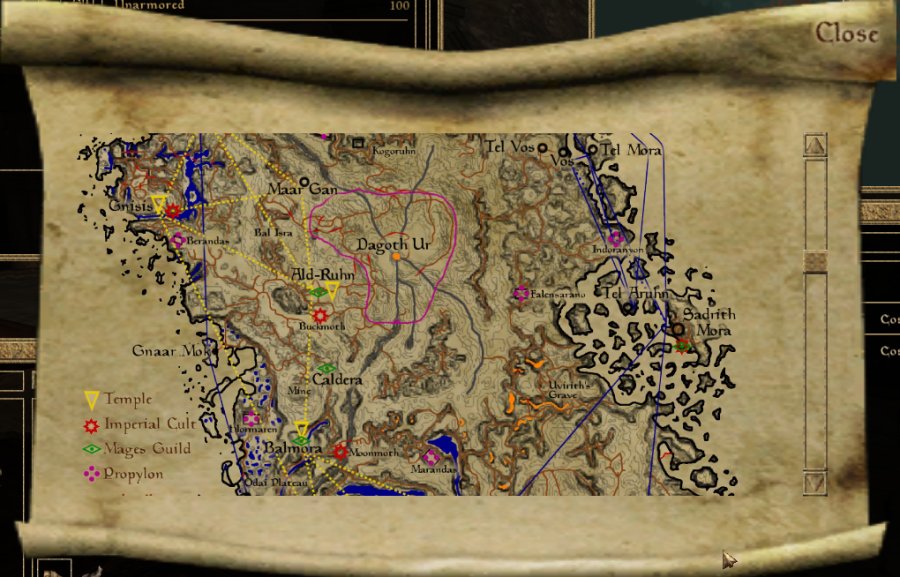 Unarmored 100
Close
Kogoruhn
Tel Vos
Vos
Tel Mora
Maar Gan
Gnisis
Berandas
Bal Isra
Dagoth Ur
Indoranyon
Ald-Ruhn
Falensarano
Tel Aruhn
Buckmoth
Sadrith
Mora
Cos
Cos
Gnaar Mok
Caldera
Mine
Uvirith's
Grave
Temple
Imperial Cult
Mages Guild
Propylon
Hlormaren
Balmora
Moonmoth
Marandas
Odai Plateau